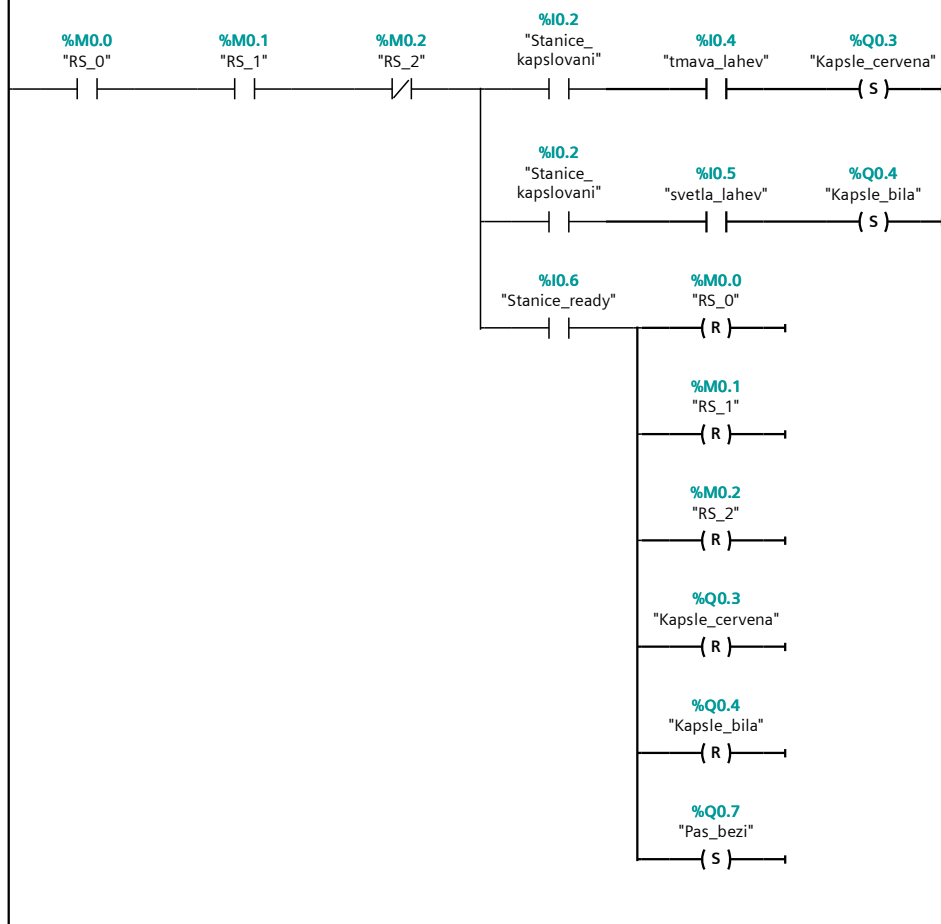 %M0.0
"RS_0"
%M0.1
"RS_1"
%M0.2
"RS_2"
%I0.2
"Stanice_
kapslovani"
%I0.4
"tmava_lahev"
%Q0.3
"Kapsle_cervena"
S
%I0.2
"Stanice_
kapslovani"
%I0.5
"svetla_lahev"
%Q0.4
"Kapsle_bila"
S
%I0.6
"Stanice_ready"
%M0.0
"RS_0"
R
%M0.1
"RS_1"
R
%M0.2
"RS_2"
R
%Q0.3
"Kapsle_cervena"
R
%Q0.4
"Kapsle_bila"
R
%Q0.7
"Pas_bezi"
S